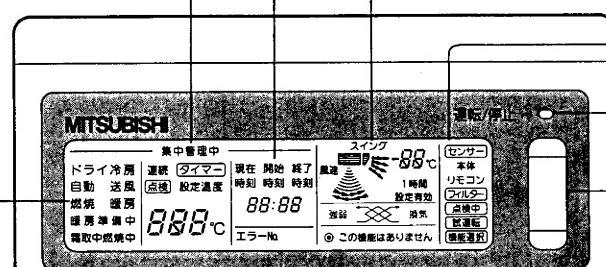 運転/停止
MITSUBISHI
集中管理中
スイング
ドライ冷房
自動 送風
燃焼 暖房
暖房準備中
霜取中燃焼中
連続 タイマー
点検 設定温度
888℃
現在 開始 終了
時刻 時刻 時刻
88:88
エラーNo.
風速
-88℃
1時間
設定有効
強弱 換気
◎ この機能はありません
センサー
本体
リモコン
フィルター
点検中
試運転
機能選択